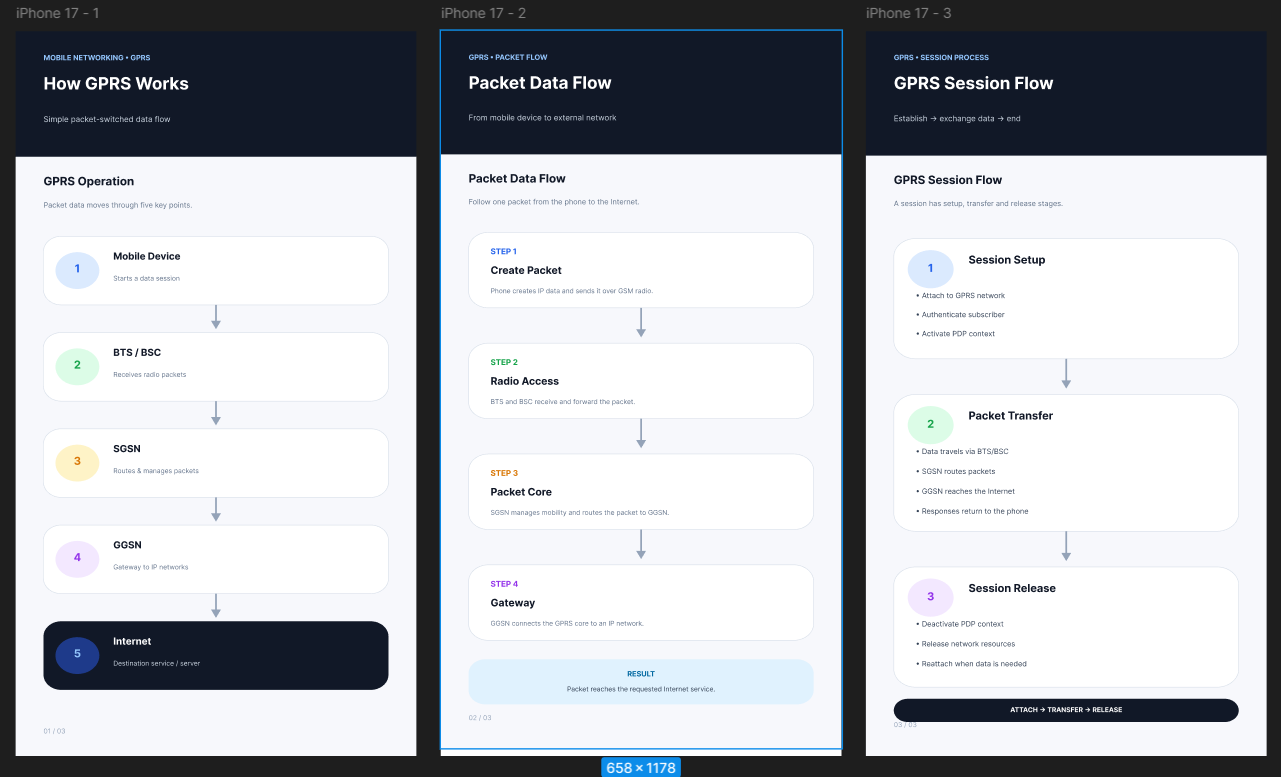 iPhone 17 - 1
MOBILE NETWORKING • GPRS
How GPRS Works
Simple packet-switched data flow
GPRS Operation
Packet data moves through five key points.
1
Mobile Device
Starts a data session
2
BTS / BSC
Receives radio packets
3
SGSN
Routes & manages packets
4
GGSN
Gateway to IP networks
5
Internet
Destination service / server
01 / 03
iPhone 17 - 2
GPRS • PACKET FLOW
Packet Data Flow
From mobile device to external network
Packet Data Flow
Follow one packet from the phone to the Internet.
STEP 1
Create Packet
Phone creates IP data and sends it over GSM radio.
STEP 2
Radio Access
BTS and BSC receive and forward the packet.
STEP 3
Packet Core
SGSN manages mobility and routes the packet to GGSN.
STEP 4
Gateway
GGSN connects the GPRS core to an IP network.
RESULT
Packet reaches the requested Internet service.
02 / 03
658 × 1178
iPhone 17 - 3
GPRS • SESSION PROCESS
GPRS Session Flow
Establish → exchange data → end
GPRS Session Flow
A session has setup, transfer and release stages.
1
Session Setup
• Attach to GPRS network
• Authenticate subscriber
• Activate PDP context
2
Packet Transfer
• Data travels via BTS/BSC
• SGSN routes packets
• GGSN reaches the Internet
• Responses return to the phone
3
Session Release
• Deactivate PDP context
• Release network resources
• Reattach when data is needed
ATTACH → TRANSFER → RELEASE
03 / 03